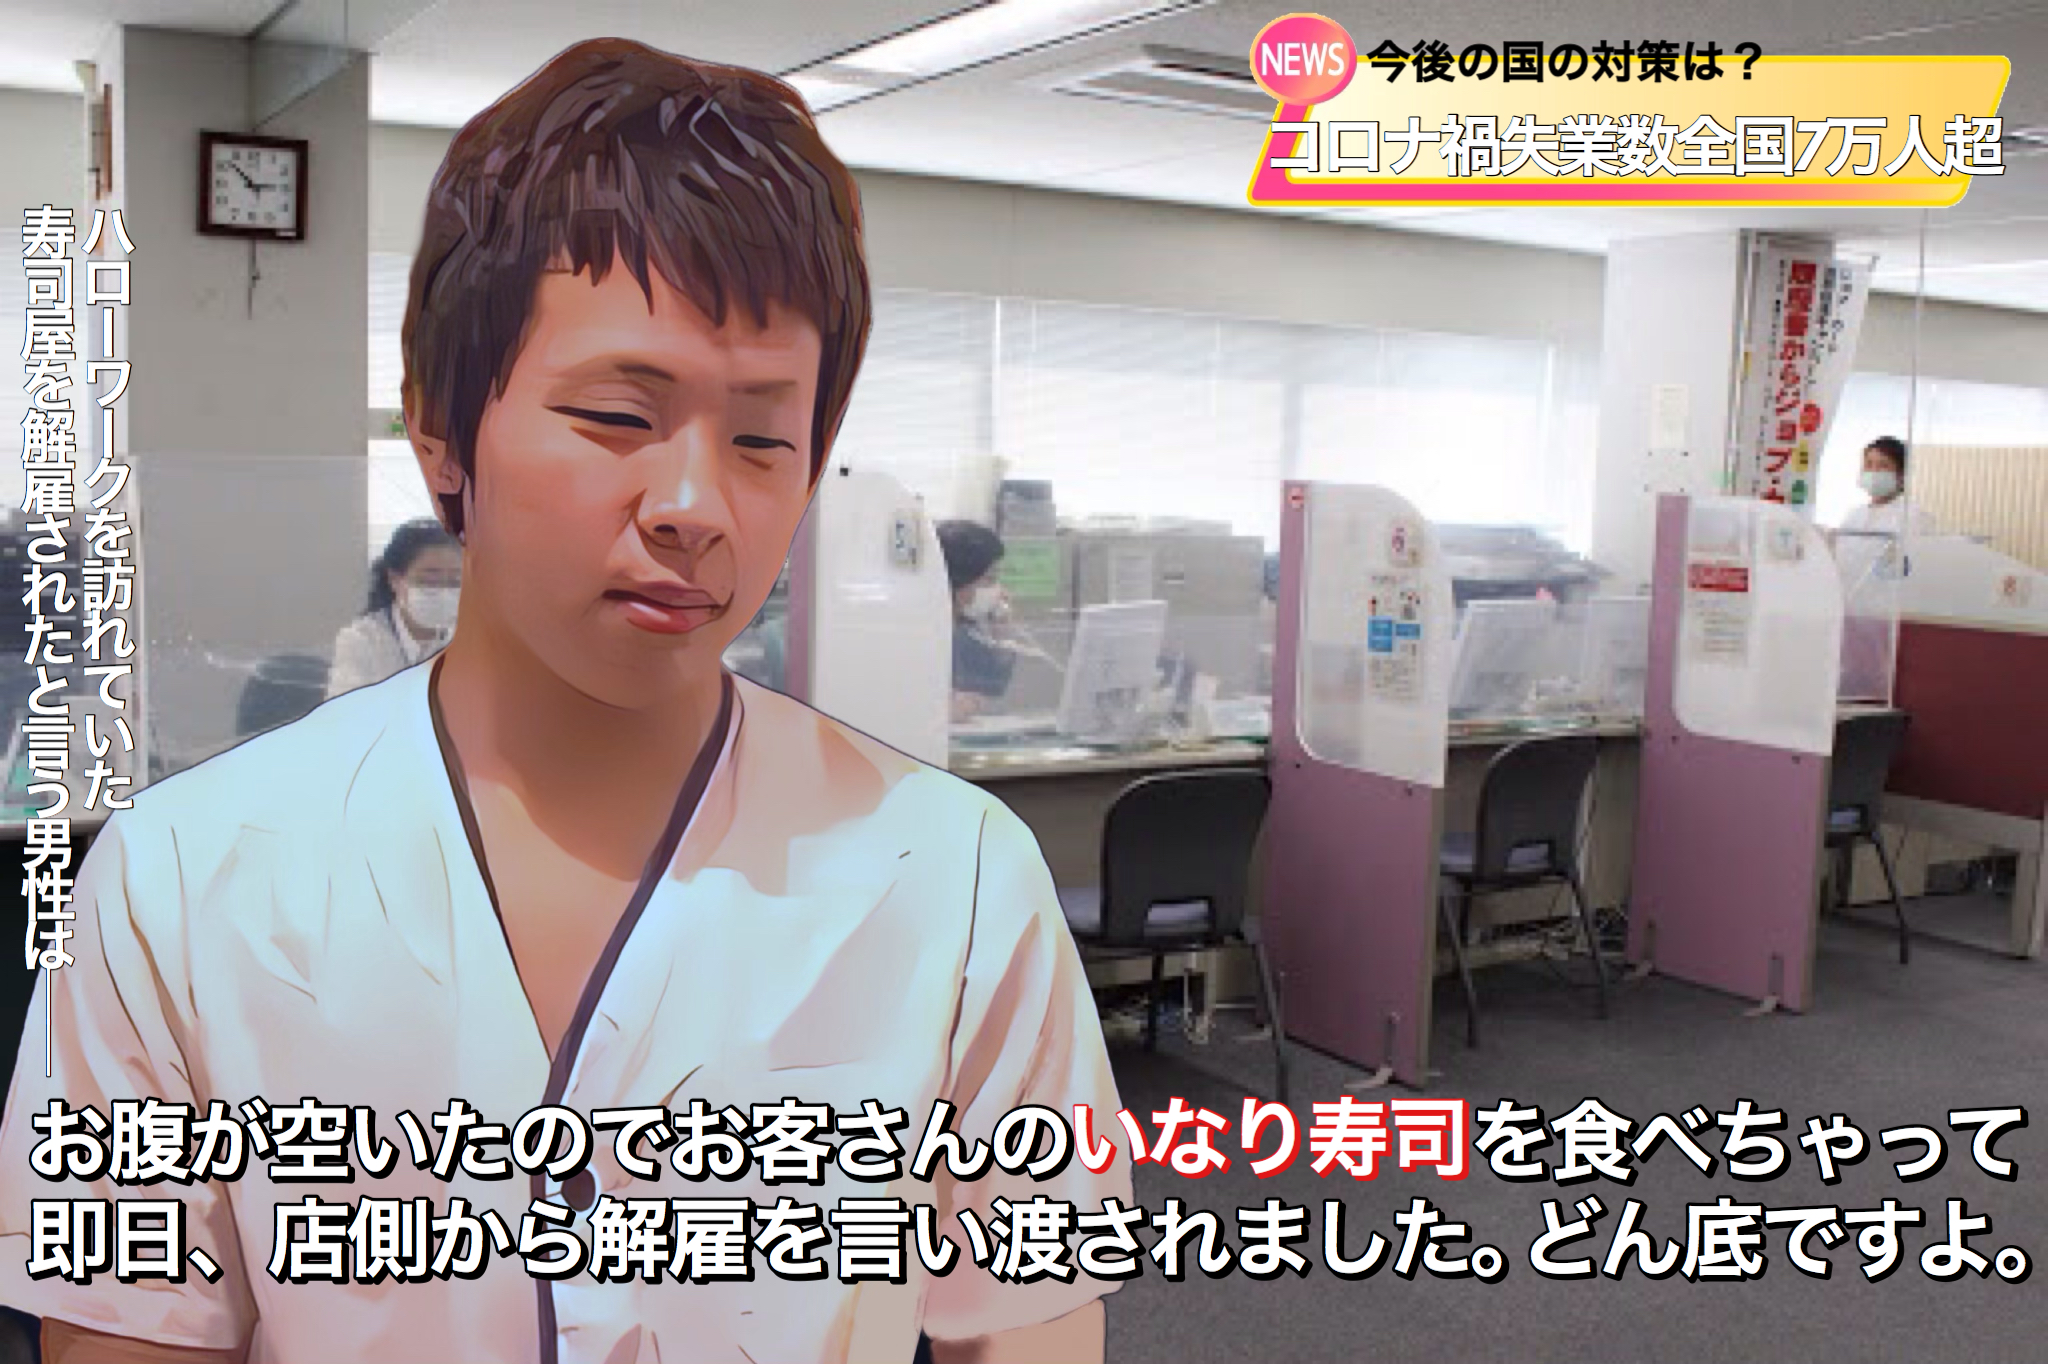 NEWS
今後の国の対策は？
コロナ禍失業数全国7万人超
ハローワークを訪れていた
寿司屋を解雇されたと言う男性は――
5
6
お腹が空いたのでお客さんのいなり寿司を食べちゃって
即日、店側から解雇を言い渡されました。どん底ですよ。